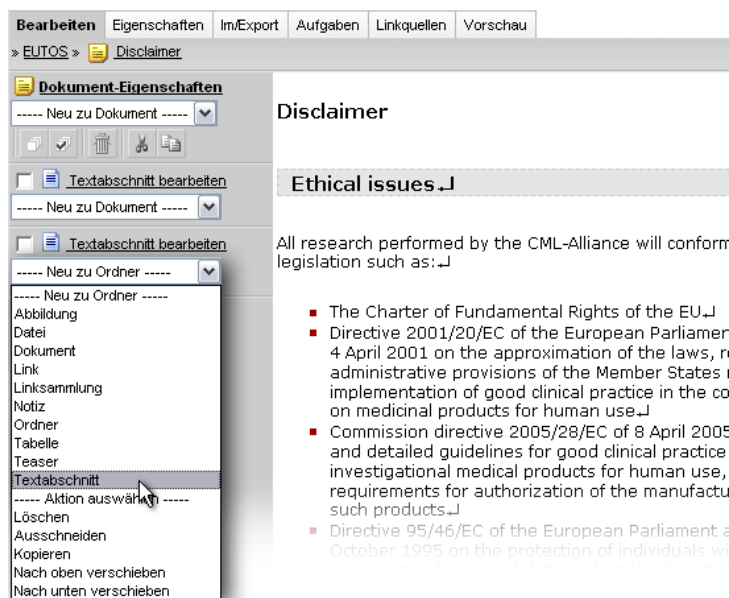 Bearbeiten Eigenschaften Im/Export Aufgaben Linkquellen Vorschau
» EUTOS » Disclaimer
Dokument-Eigenschaften
----- Neu zu Dokument -----
Textabschnitt bearbeiten
----- Neu zu Dokument -----
Textabschnitt bearbeiten
----- Neu zu Ordner -----
----- Neu zu Ordner -----
Abbildung
Datei
Dokument
Link
Linksammlung
Notiz
Ordner
Tabelle
Teaser
Textabschnitt
----- Aktion auswählen -----
Löschen
Ausschneiden
Kopieren
Nach oben verschieben
Nach unten verschieben
Disclaimer
Ethical issues↵
All research performed by the CML-Alliance will conform
legislation such as:↵
▪ The Charter of Fundamental Rights of the EU↵
▪ Directive 2001/20/EC of the European Parliamen
4 April 2001 on the approximation of the laws, r
administrative provisions of the Member States
implementation of good clinical practice in the co
on medicinal products for human use↵
▪ Commission directive 2005/28/EC of 8 April 2005
and detailed guidelines for good clinical practice
investigational medical products for human use,
requirements for authorization of the manufactu
such products↵
▪ Directive 95/46/EC of the European Parliament a
October 1995 on the protection of individuals wi